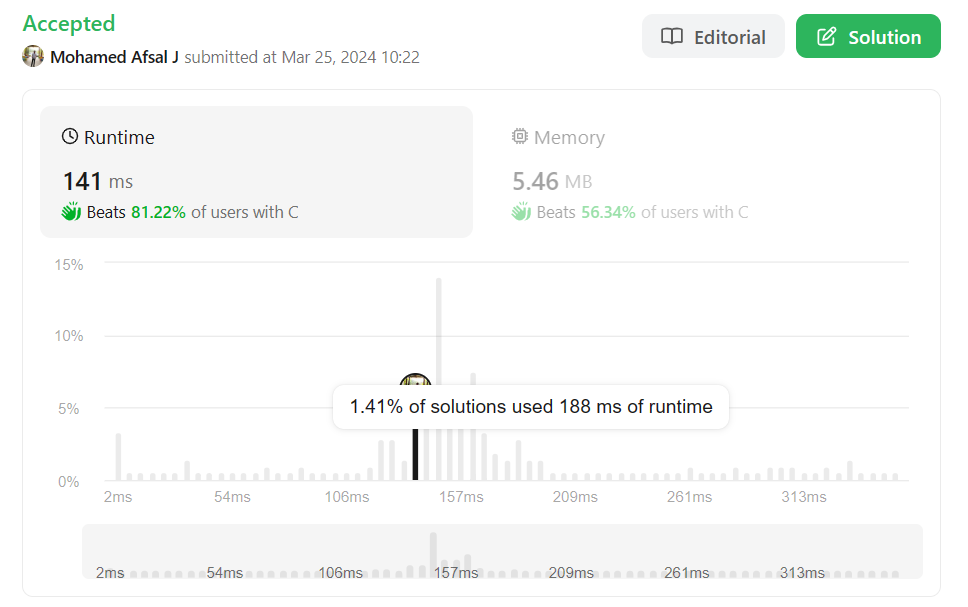 Accepted
Mohamed Afsal J submitted at Mar 25, 2024 10:22
Editorial
Solution
Runtime
141 ms
Beats 81.22% of users with C
Memory
5.46 MB
Beats 56.34% of users with C
15%
10%
5%
0%
1.41% of solutions used 188 ms of runtime
2ms 54ms 106ms 157ms 209ms 261ms 313ms
2ms 54ms 106ms 157ms 209ms 261ms 313ms